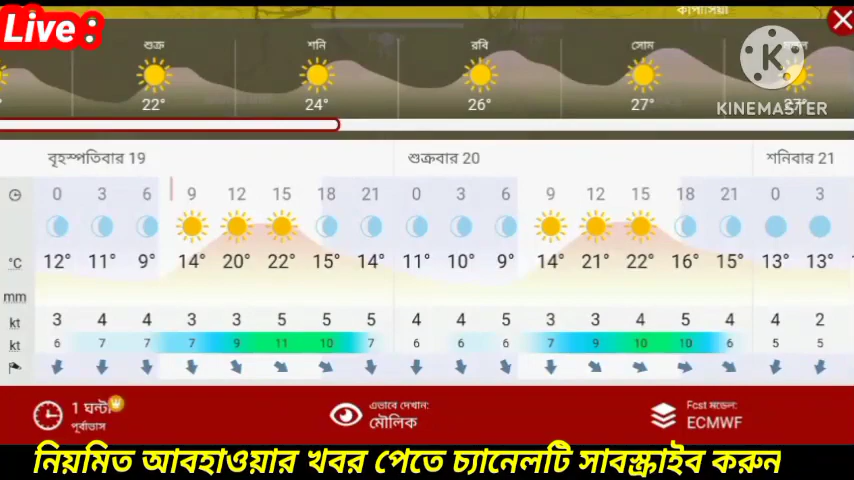 Live :
কাপাসিয়া
শুক্র শনি রবি সোম
22° 24° 26° 27° 27°
KINEMASTER
বৃহস্পতিবার 19 শুক্রবার 20 শনিবার 21
0 3 6 9 12 15 18 21 0 3 6 9 12 15 18 21 0 3
°C 12° 11° 9° 14° 20° 22° 15° 14° 11° 10° 9° 14° 21° 22° 16° 15° 13° 13°
mm
kt 3 4 4 3 3 5 5 5 4 4 5 3 3 4 5 4 4 2
kt 6 7 7 7 9 11 10 7 6 6 6 7 9 10 10 6 5 5
1 ঘন্টা
পূর্বাভাস
এভাবে দেখান:
মৌলিক
Fcst মডেল:
ECMWF
নিয়মিত আবহাওয়ার খবর পেতে চ্যানেলটি সাবস্ক্রাইব করুন